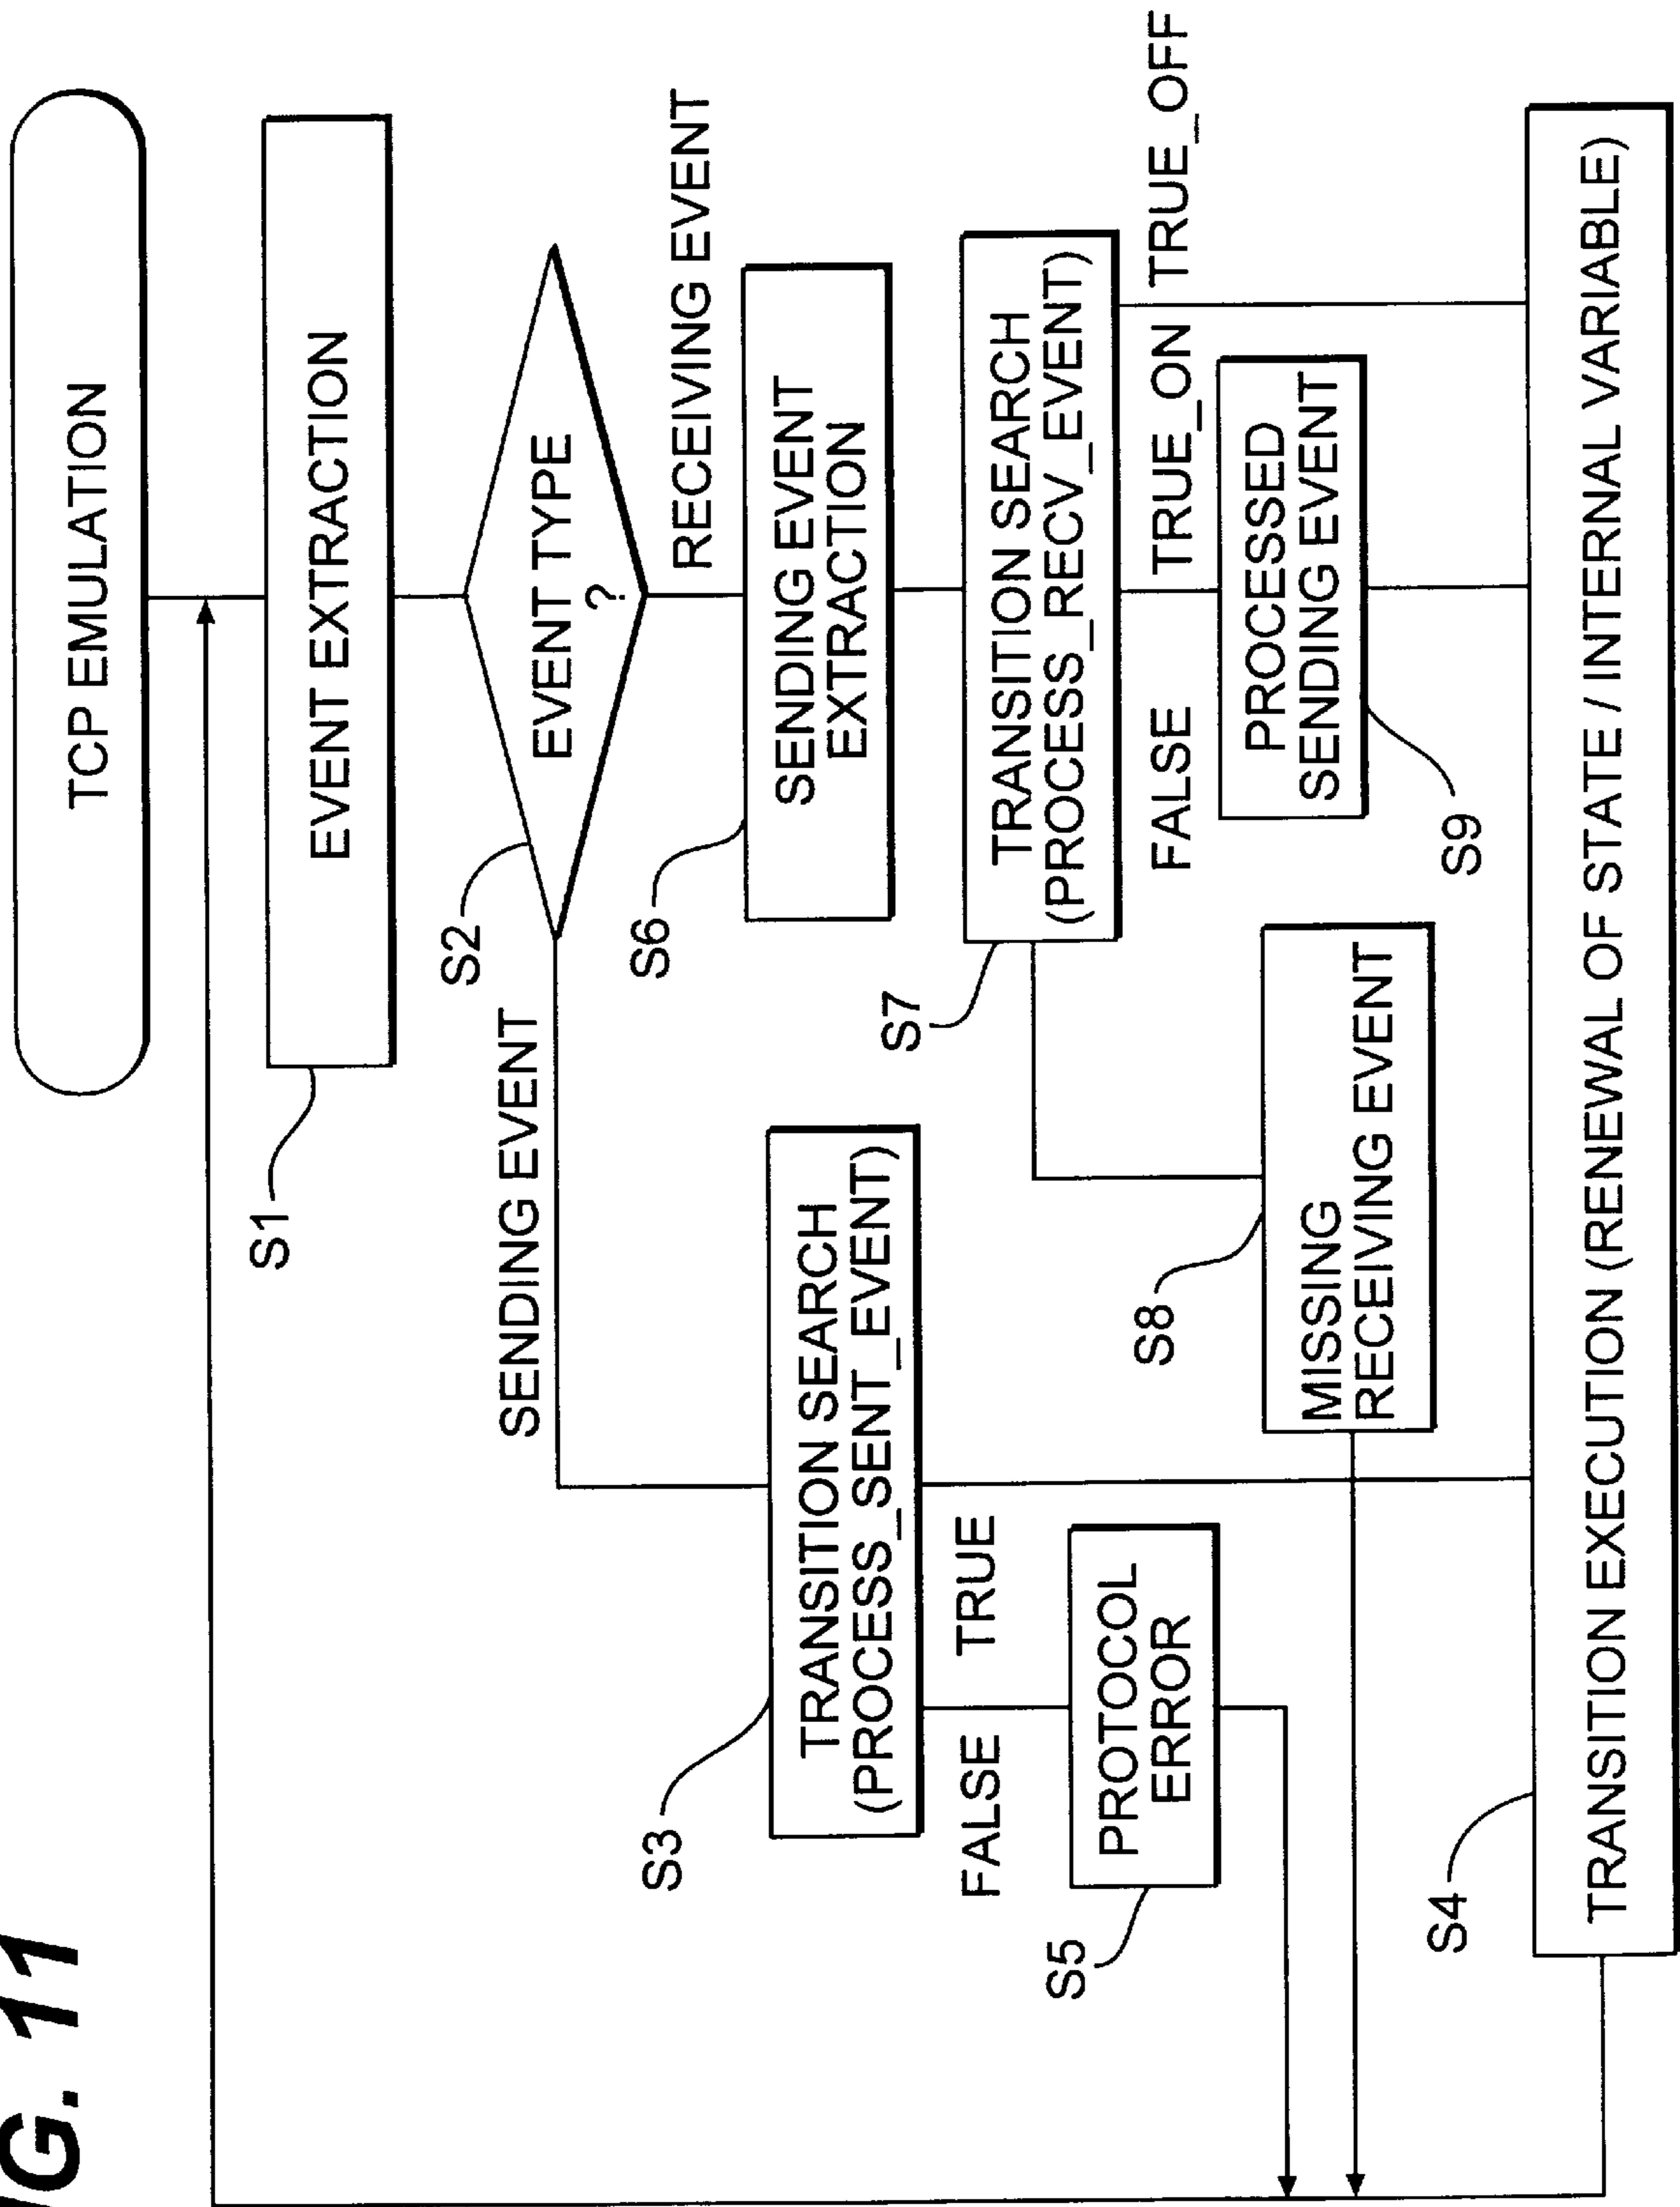 G. 11
TCP EMULATION
S1
EVENT EXTRACTION
S2
EVENT TYPE
?
SENDING EVENT
RECEIVING EVENT
S3
TRANSITION SEARCH
(PROCESS_SENT_EVENT)
S6
SENDING EVENT
EXTRACTION
FALSE
TRUE
S7
TRANSITION SEARCH
(PROCESS_RECV_EVENT)
S5
PROTOCOL
ERROR
FALSE
TRUE_ON
TRUE_OFF
S8
MISSING
RECEIVING EVENT
PROCESSED
SENDING EVENT
S9
S4
TRANSITION EXECUTION (RENEWAL OF STATE / INTERNAL VARIABLE)